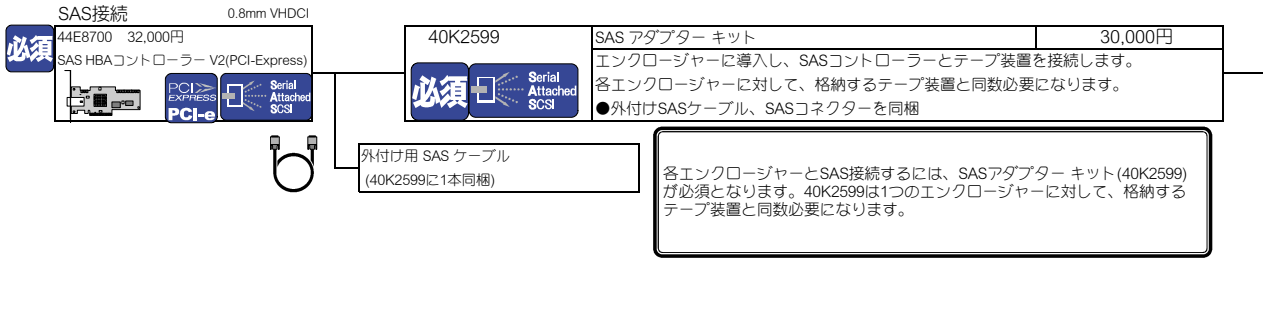 SAS接続 0.8mm VHDCI
必須
44E8700 32,000円
SAS HBAコントローラー V2(PCI-Express)
PCI EXPRESS
PCI-e
Serial
Attached
SCSI
40K2599 SAS アダプター キット 30,000円
必須
Serial
Attached
SCSI
エンクロージャーに導入し、SASコントローラーとテープ装置を接続します。
各エンクロージャーに対して、格納するテープ装置と同数必要になります。
●外付けSASケーブル、SASコネクターを同梱
外付け用 SAS ケーブル
(40K2599に1本同梱)
各エンクロージャーとSAS接続するには、SASアダプター キット(40K2599)
が必須となります。40K2599は1つのエンクロージャーに対して、格納する
テープ装置と同数必要になります。